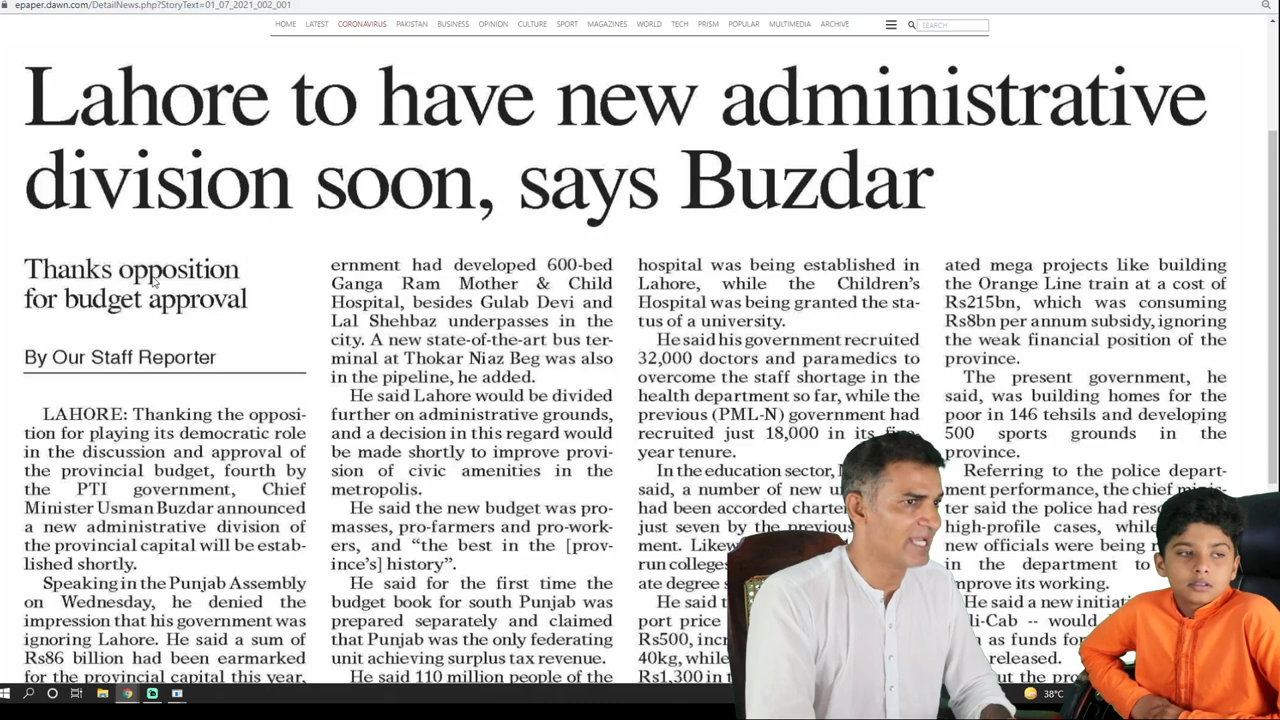 epaper.dawn.com/DetailNews.php?StoryText=01_07_2021_002_001
HOME LATEST CORONAVIRUS PAKISTAN BUSINESS OPINION CULTURE SPORT MAGAZINES WORLD TECH PRISM POPULAR MULTIMEDIA ARCHIVE SEARCH
Lahore to have new administrative
division soon, says Buzdar
Thanks opposition
for budget approval
By Our Staff Reporter
LAHORE: Thanking the opposi-
tion for playing its democratic role
in the discussion and approval of
the provincial budget, fourth by
the PTI government, Chief
Minister Usman Buzdar announced
a new administrative division of
the provincial capital will be estab-
lished shortly.
Speaking in the Punjab Assembly
on Wednesday, he denied the
impression that his government was
ignoring Lahore. He said a sum of
Rs86 billion had been earmarked
for the provincial capital this year,
ernment had developed 600-bed
Ganga Ram Mother & Child
Hospital, besides Gulab Devi and
Lal Shehbaz underpasses in the
city. A new state-of-the-art bus ter-
minal at Thokar Niaz Beg was also
in the pipeline, he added.
He said Lahore would be divided
further on administrative grounds,
and a decision in this regard would
be made shortly to improve provi-
sion of civic amenities in the
metropolis.
He said the new budget was pro-
masses, pro-farmers and pro-work-
ers, and “the best in the [prov-
ince’s] history”.
He said for the first time the
budget book for south Punjab was
prepared separately and claimed
that Punjab was the only federating
unit achieving surplus tax revenue.
He said 110 million people of the
hospital was being established in
Lahore, while the Children’s
Hospital was being granted the sta-
tus of a university.
He said his government recruited
32,000 doctors and paramedics to
overcome the staff shortage in the
health department so far, while the
previous (PML-N) government had
recruited just 18,000 in its
year tenure.
In the education sector,
said, a number of new
had been accorded
just seven by the previous
ment.
run colleges
ate degree
He said
port price
Rs500,
40kg, while
Rs1,300 in
ated mega projects like building
the Orange Line train at a cost of
Rs215bn, which was consuming
Rs8bn per annum subsidy, ignoring
the weak financial position of the
province.
The present government, he
said, was building homes for the
poor in 146 tehsils and developing
500 sports grounds in the
province.
Referring to the police depart-
ment performance, the chief
ter said the police had
high-profile cases,
new officials were being
in the department to
improve its working.
He said a new
would
as funds
released.
the
38°C